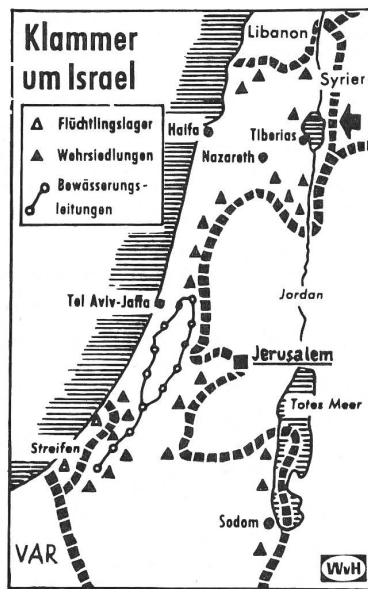 Klammer
um Israel
Flüchtlingslager
Wehrsiedlungen
Bewässerungs-
leitungen
Libanon
Syrier
Haifa
Tiberias
Nazareth
Tel Aviv-Jaffa
Jordan
Jerusalem
Totes Meer
Streifen
Sodom
VAR
WvH